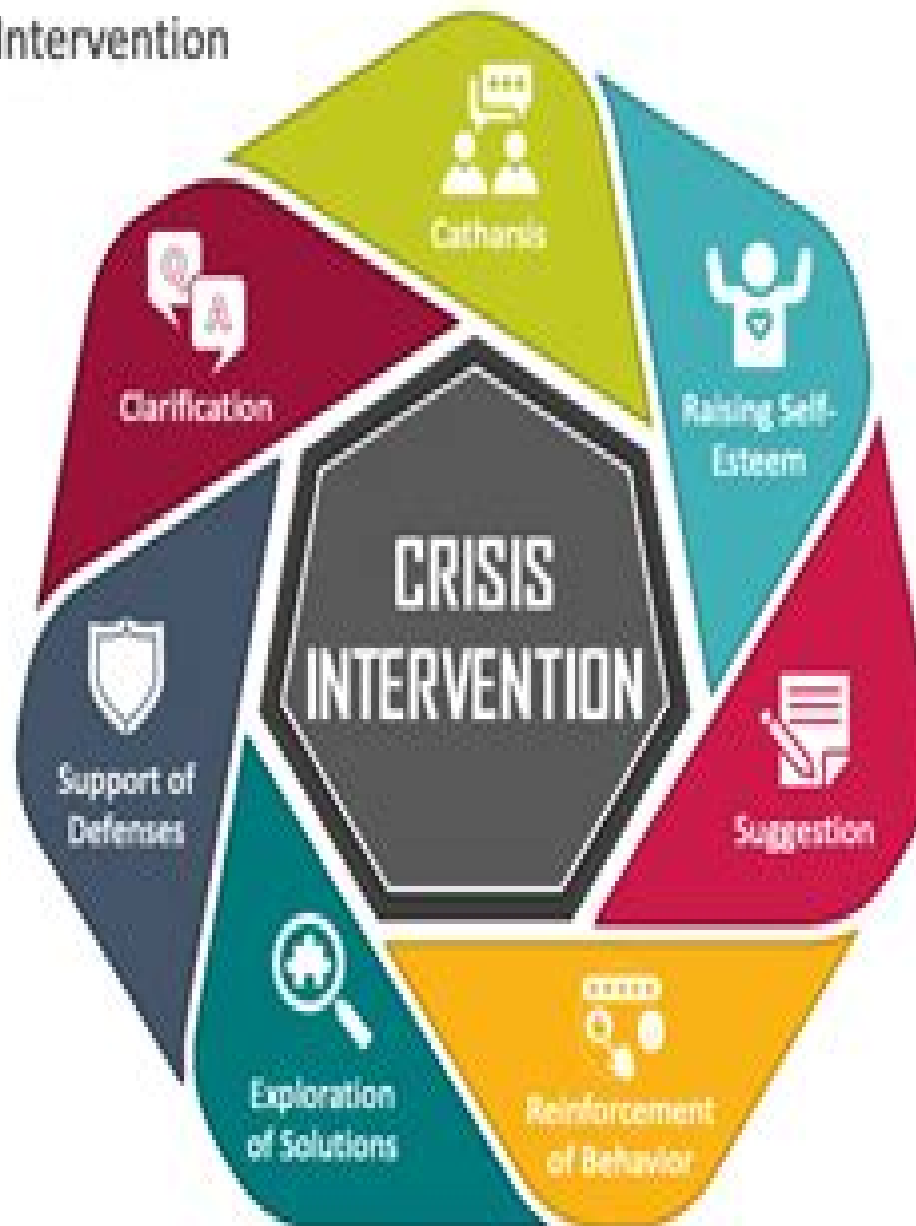 Intervention
Catharsis
Raising Self-
Esteem
Suggestion
Reinforcement
of Behavior
Exploration
of Solutions
Support of
Defenses
Q
A
Clarification
CRISIS
INTERVENTION